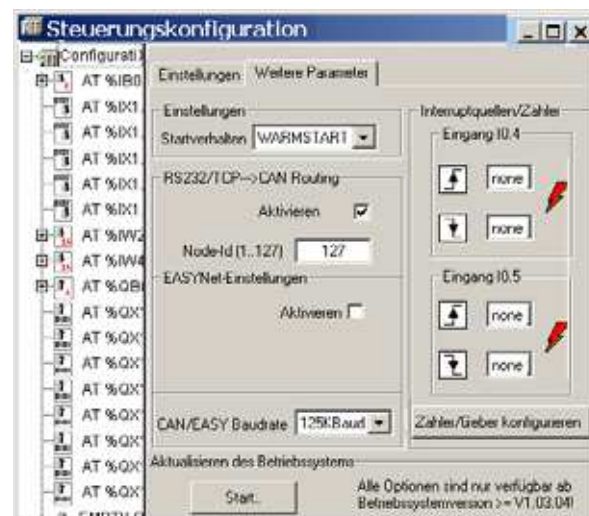 Steuerungskonfiguration
AT %IB0
AT %IX1.
AT %IX1.
AT %IX1.
AT %IX1.
AT %IX1
AT %IW2
AT %IW4
AT %QB
AT %QX
AT %QX
AT %QX
AT %QX
AT %QX
AT %QX
AT %QX
Einstellungen
Weitere Parameter
Einstellungen
Startverhalten WARMSTART
RS232/TCP-->CAN Routing
Aktivieren
Node-Id (1..127) 127
EASYNet-Einstellungen
Aktivieren
CAN/EASY Baudrate 125KBaud
Interruptquellen/Zähler
Eingang I0.4
none
none
Eingang I0.5
none
none
Zähler/Geber konfigurieren
Aktualisieren des Betriebssystems
Start..
Alle Optionen sind nur verfügbar ab
Betriebssystemversion >= V1.03.04!